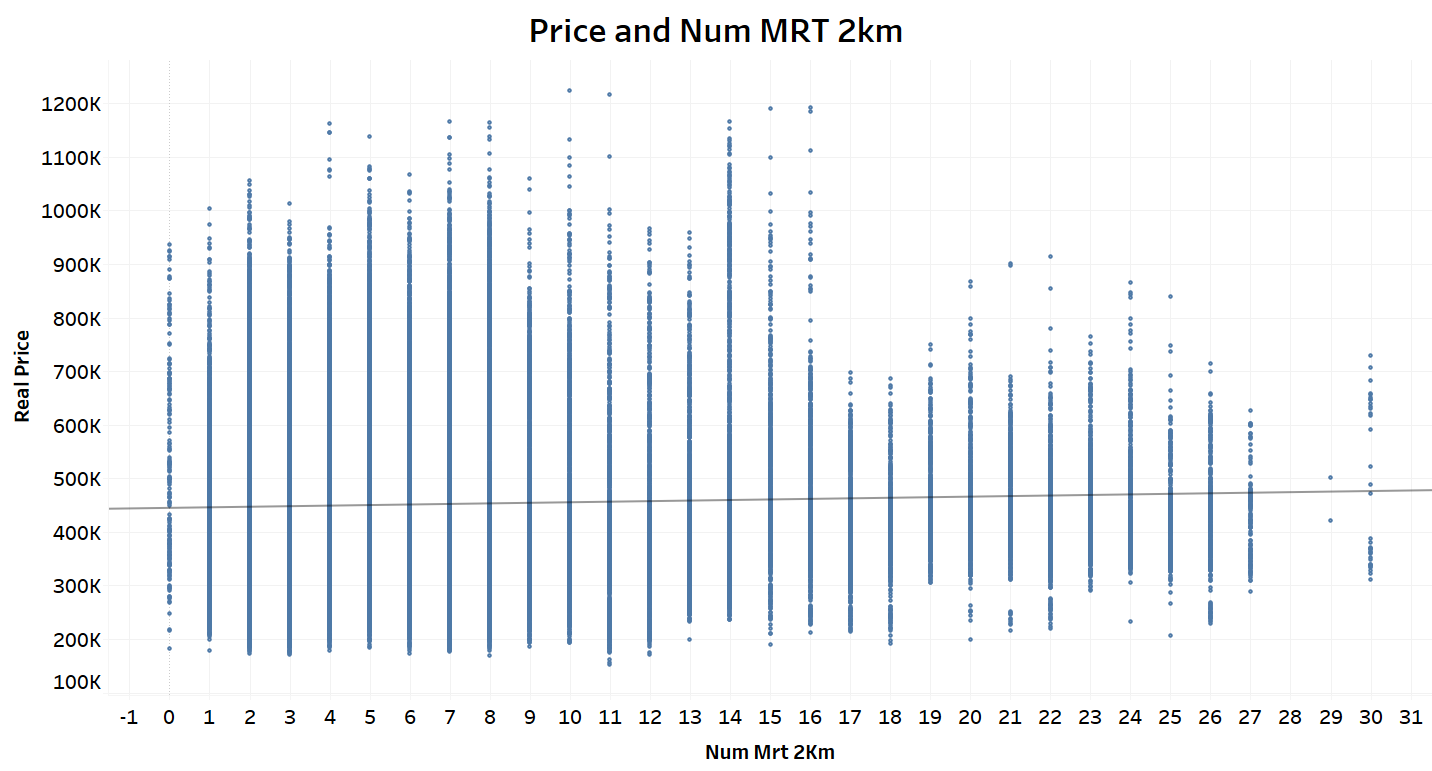 Price and Num MRT 2km
1200K
1100K
1000K
900K
800K
700K
600K
500K
400K
300K
200K
100K
Real Price
-1 0 1 2 3 4 5 6 7 8 9 10 11 12 13 14 15 16 17 18 19 20 21 22 23 24 25 26 27 28 29 30 31
Num Mrt 2Km